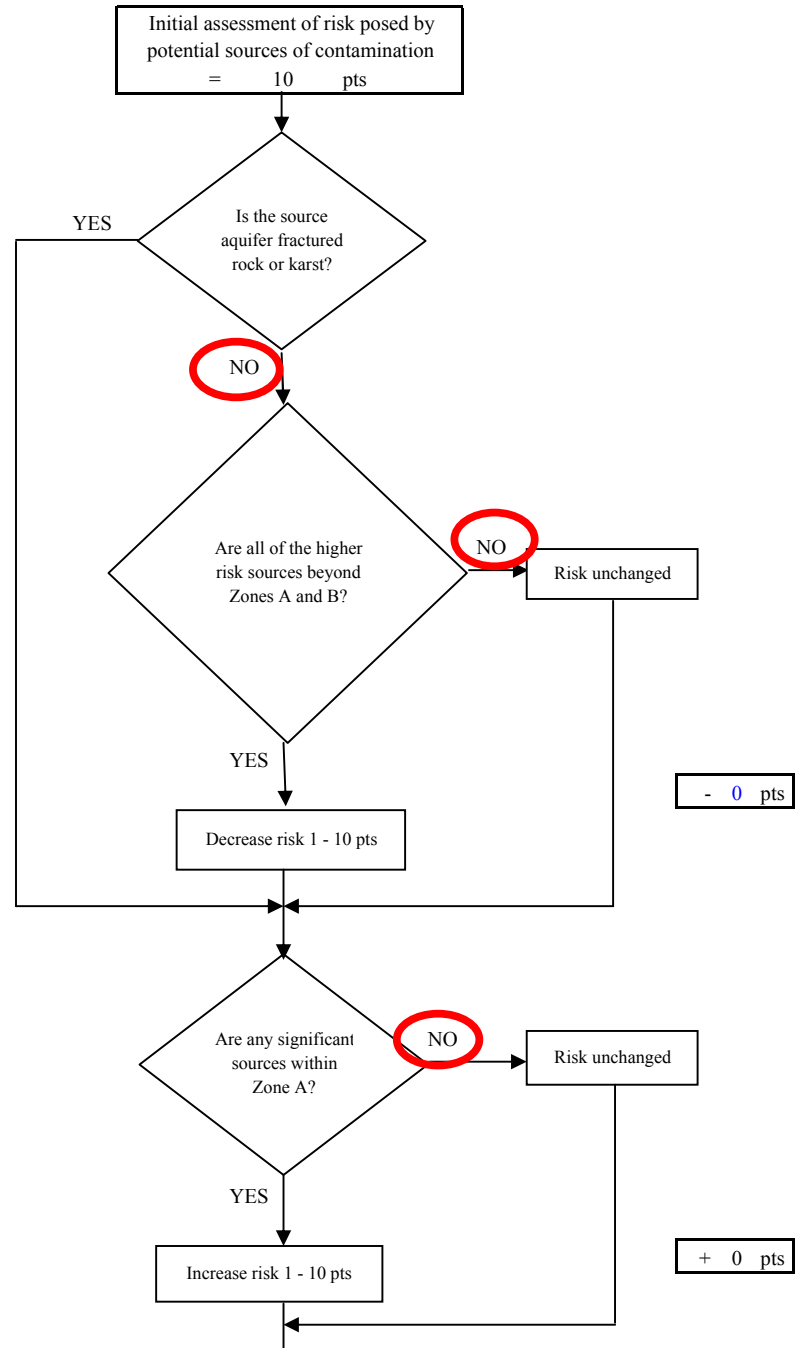 Initial assessment of risk posed by
potential sources of contamination
= 10 pts
YES
Is the source
aquifer fractured
rock or karst?
NO
Are all of the higher
risk sources beyond
Zones A and B?
NO
Risk unchanged
YES
- 0 pts
Decrease risk 1 - 10 pts
Are any significant
sources within
Zone A?
NO
Risk unchanged
YES
+ 0 pts
Increase risk 1 - 10 pts